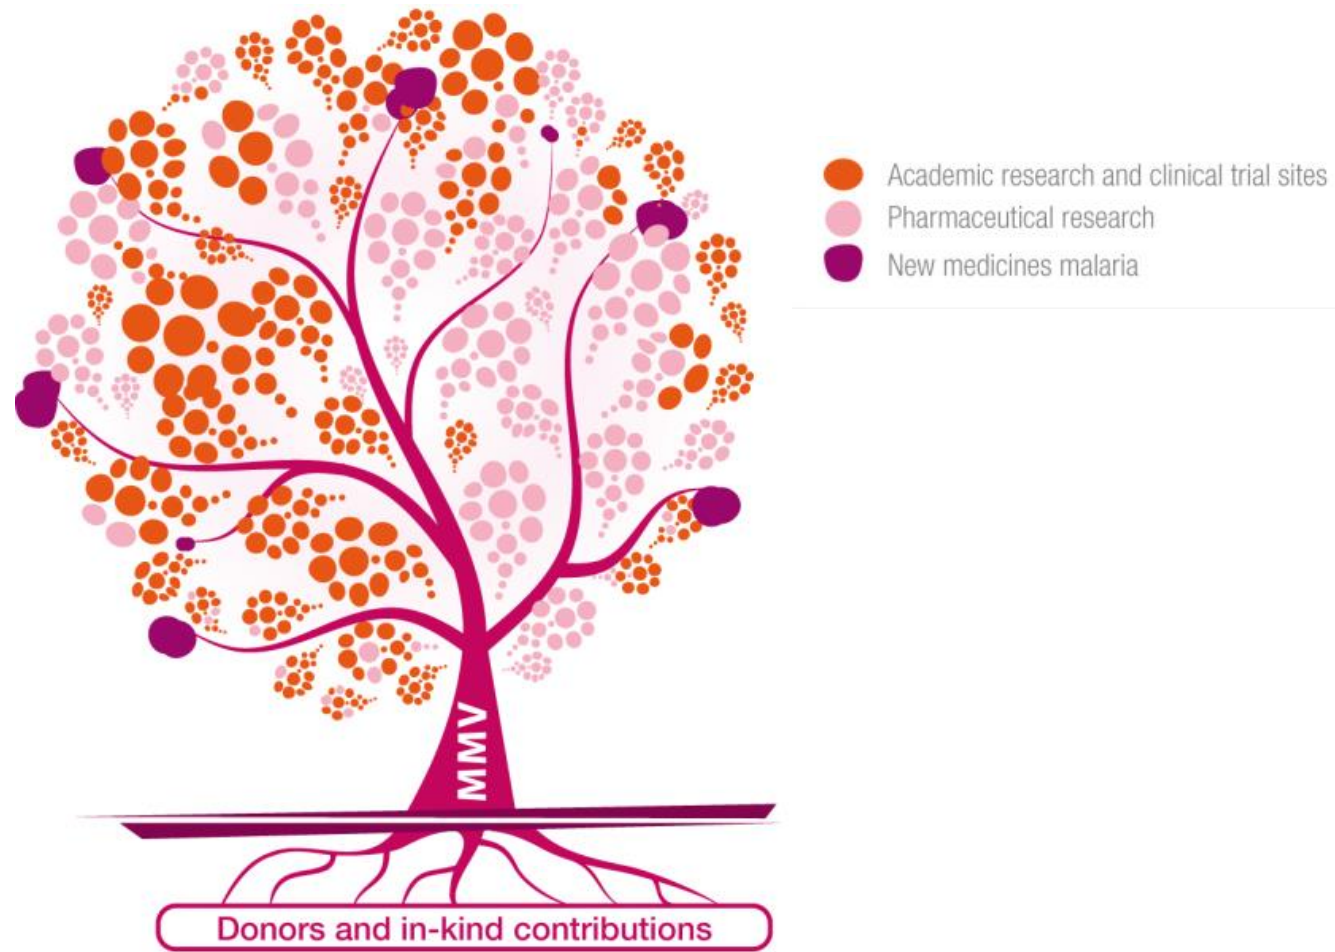 Academic research and clinical trial sites
Pharmaceutical research
New medicines malaria
MMV
Donors and in-kind contributions